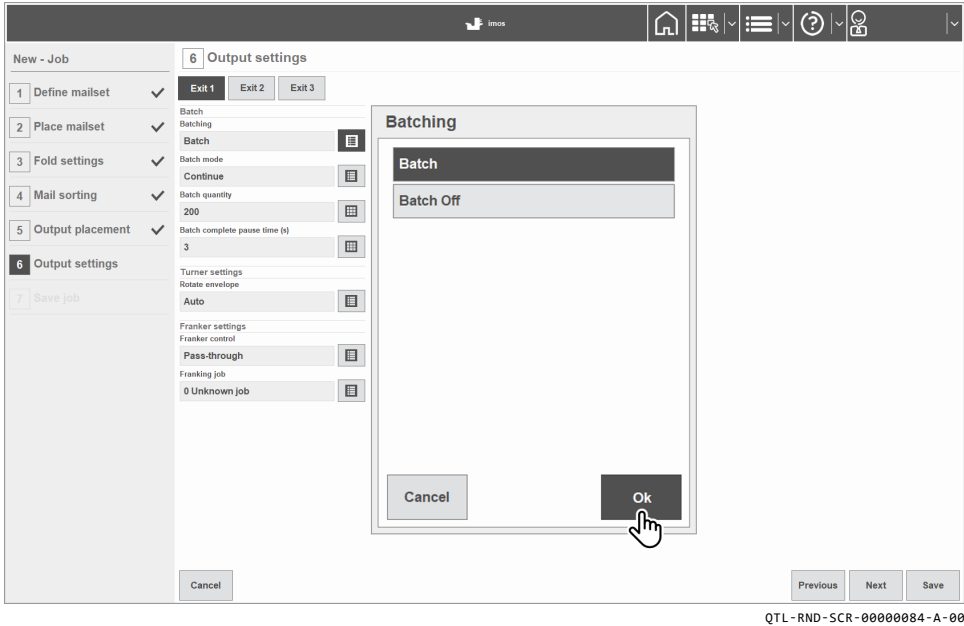 imos
New - Job
1 Define mailset
2 Place mailset
3 Fold settings
4 Mail sorting
5 Output placement
6 Output settings
7 Save job
6 Output settings
Exit 1 Exit 2 Exit 3
Batch
Batching
Batch
Batch mode
Continue
Batch quantity
200
Batch complete pause time (s)
3
Turner settings
Rotate envelope
Auto
Franker settings
Franker control
Pass-through
Franking job
0 Unknown job
Batching
Batch
Batch Off
Cancel Ok
Cancel Previous Next Save
QTL-RND-SCR-00000084-A-00